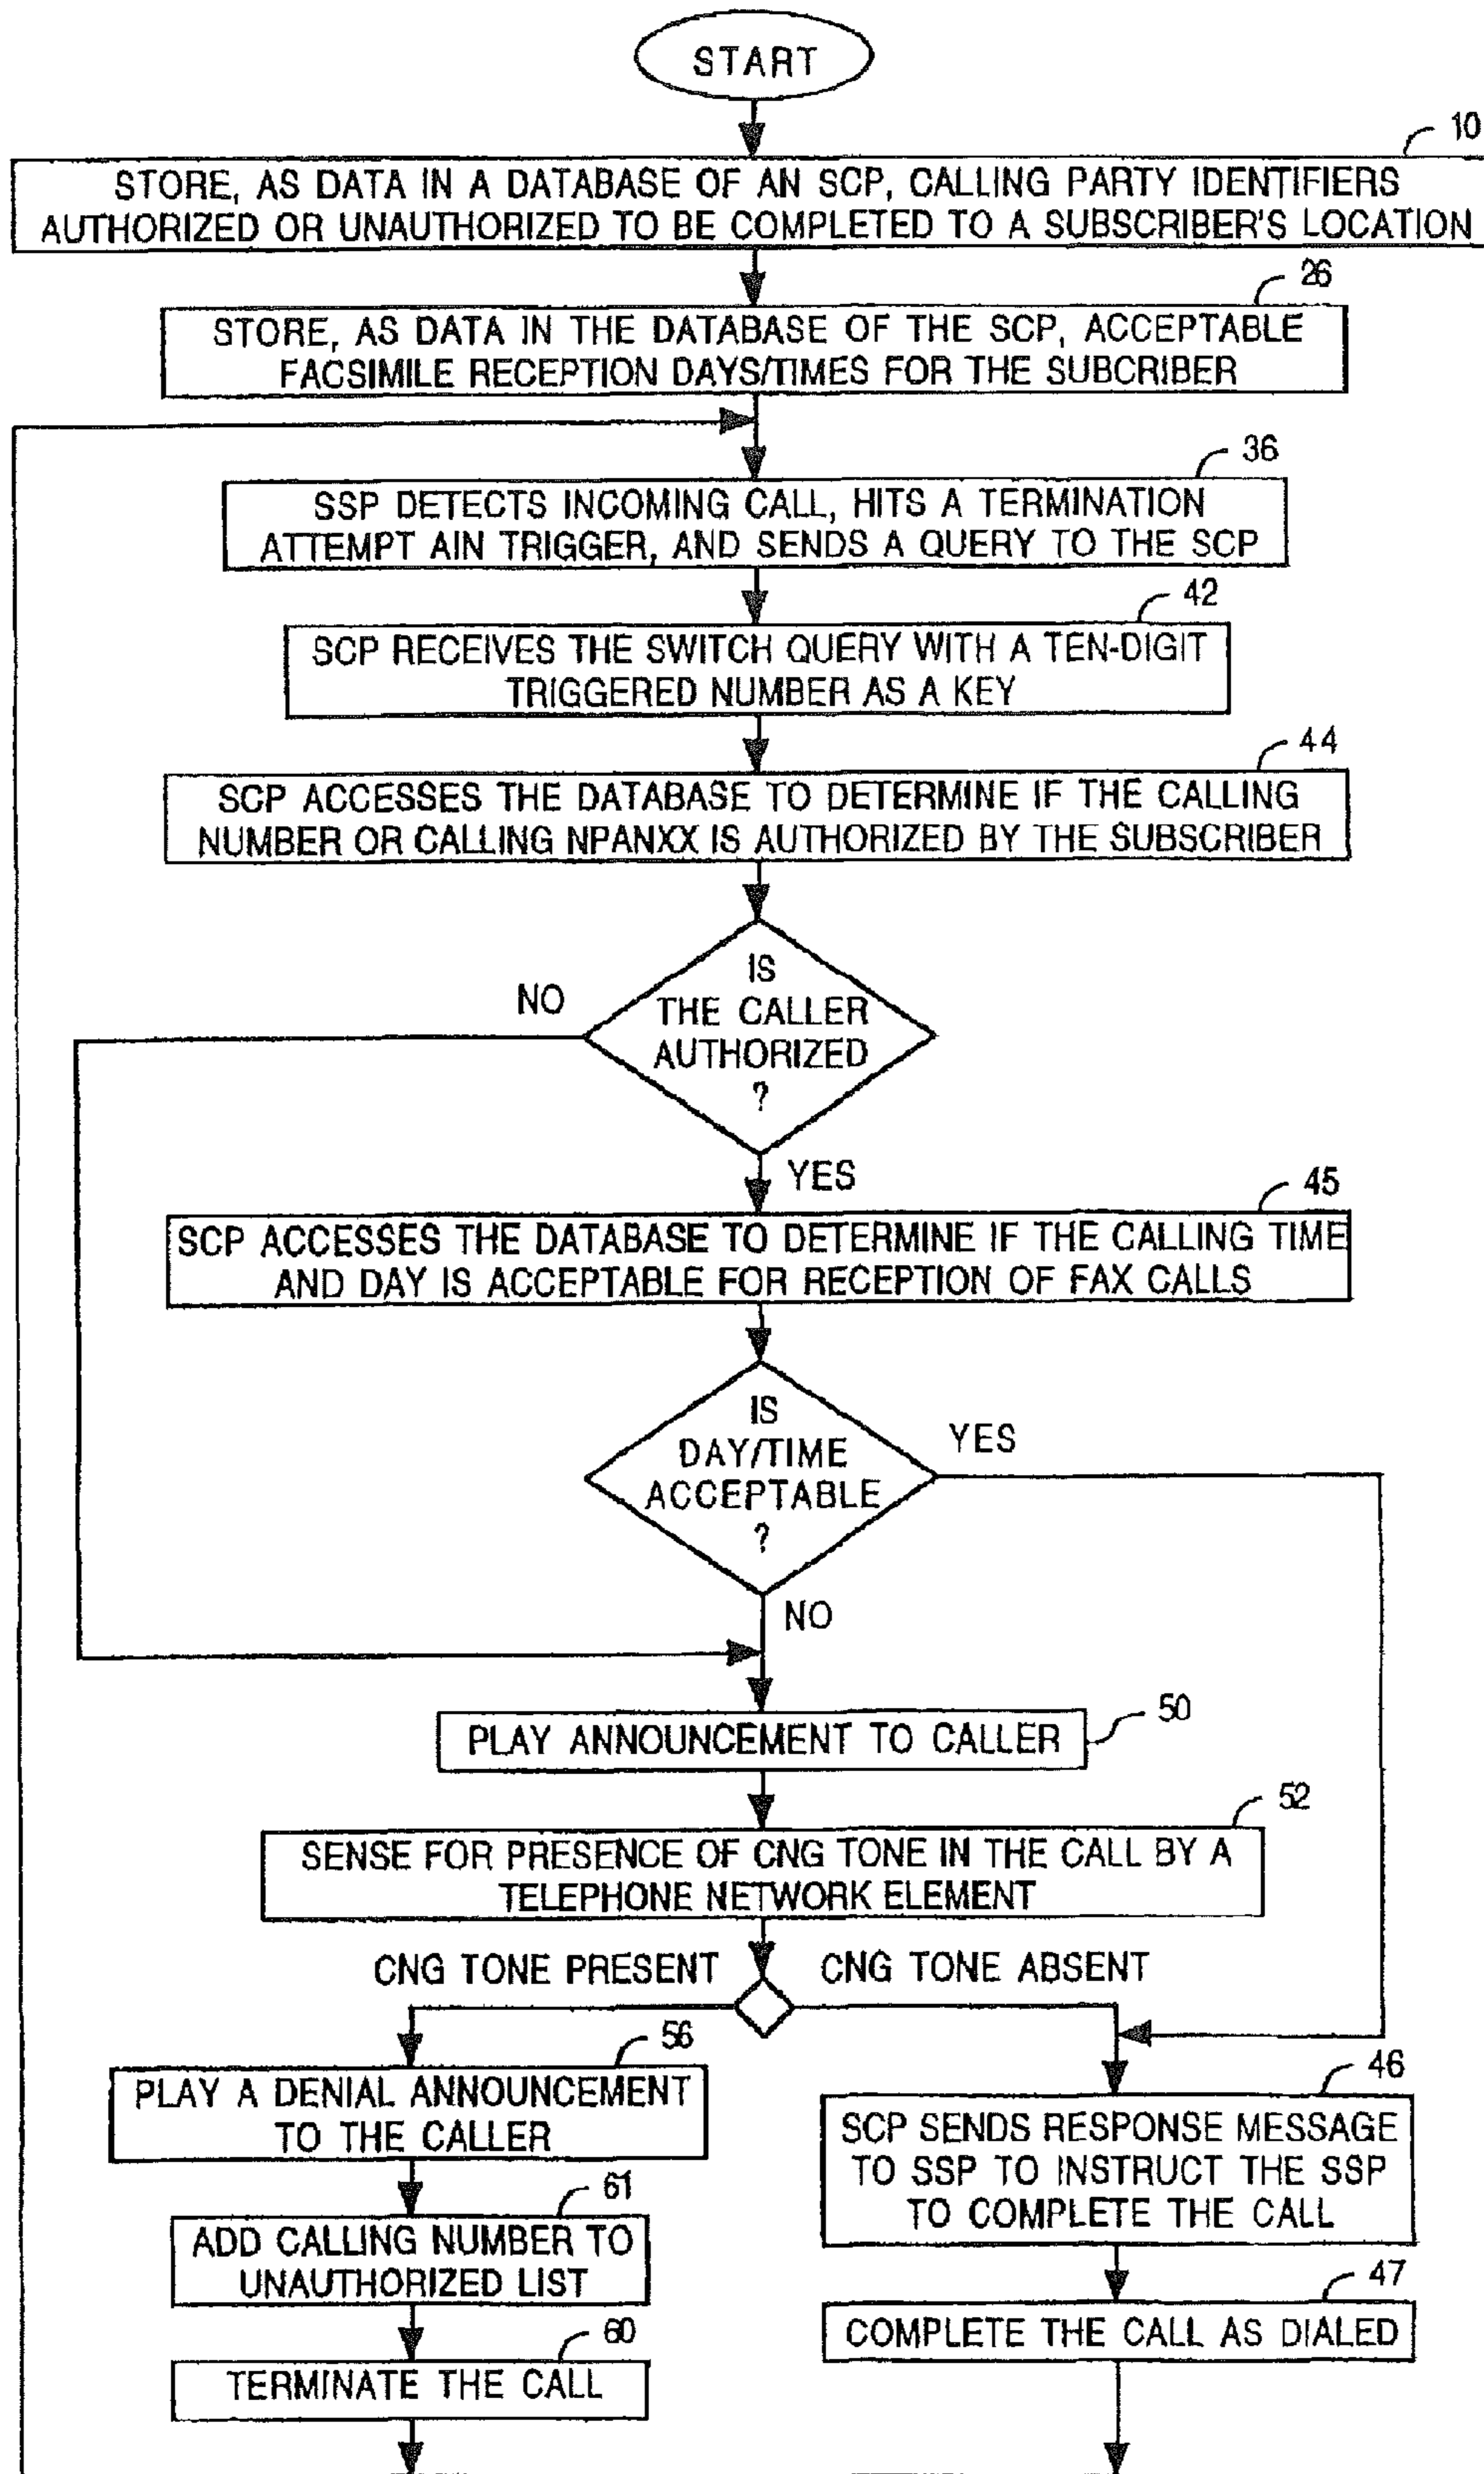 START
10
STORE, AS DATA IN A DATABASE OF AN SCP, CALLING PARTY IDENTIFIERS
AUTHORIZED OR UNAUTHORIZED TO BE COMPLETED TO A SUBSCRIBER'S LOCATION
26
STORE, AS DATA IN THE DATABASE OF THE SCP, ACCEPTABLE
FACSIMILE RECEPTION DAYS/TIMES FOR THE SUBCRIBER
36
SSP DETECTS INCOMING CALL, HITS A TERMINATION
ATTEMPT AIN TRIGGER, AND SENDS A QUERY TO THE SCP
42
SCP RECEIVES THE SWITCH QUERY WITH A TEN-DIGIT
TRIGGERED NUMBER AS A KEY
44
SCP ACCESSES THE DATABASE TO DETERMINE IF THE CALLING
NUMBER OR CALLING NPANXX IS AUTHORIZED BY THE SUBSCRIBER
IS
THE CALLER
AUTHORIZED
?
NO
YES
45
SCP ACCESSES THE DATABASE TO DETERMINE IF THE CALLING TIME
AND DAY IS ACCEPTABLE FOR RECEPTION OF FAX CALLS
IS
DAY/TIME
ACCEPTABLE
?
YES
NO
50
PLAY ANNOUNCEMENT TO CALLER
52
SENSE FOR PRESENCE OF CNG TONE IN THE CALL BY A
TELEPHONE NETWORK ELEMENT
CNG TONE PRESENT
CNG TONE ABSENT
56
PLAY A DENIAL ANNOUNCEMENT
TO THE CALLER
46
SCP SENDS RESPONSE MESSAGE
TO SSP TO INSTRUCT THE SSP
TO COMPLETE THE CALL
61
ADD CALLING NUMBER TO
UNAUTHORIZED LIST
47
COMPLETE THE CALL AS DIALED
60
TERMINATE THE CALL